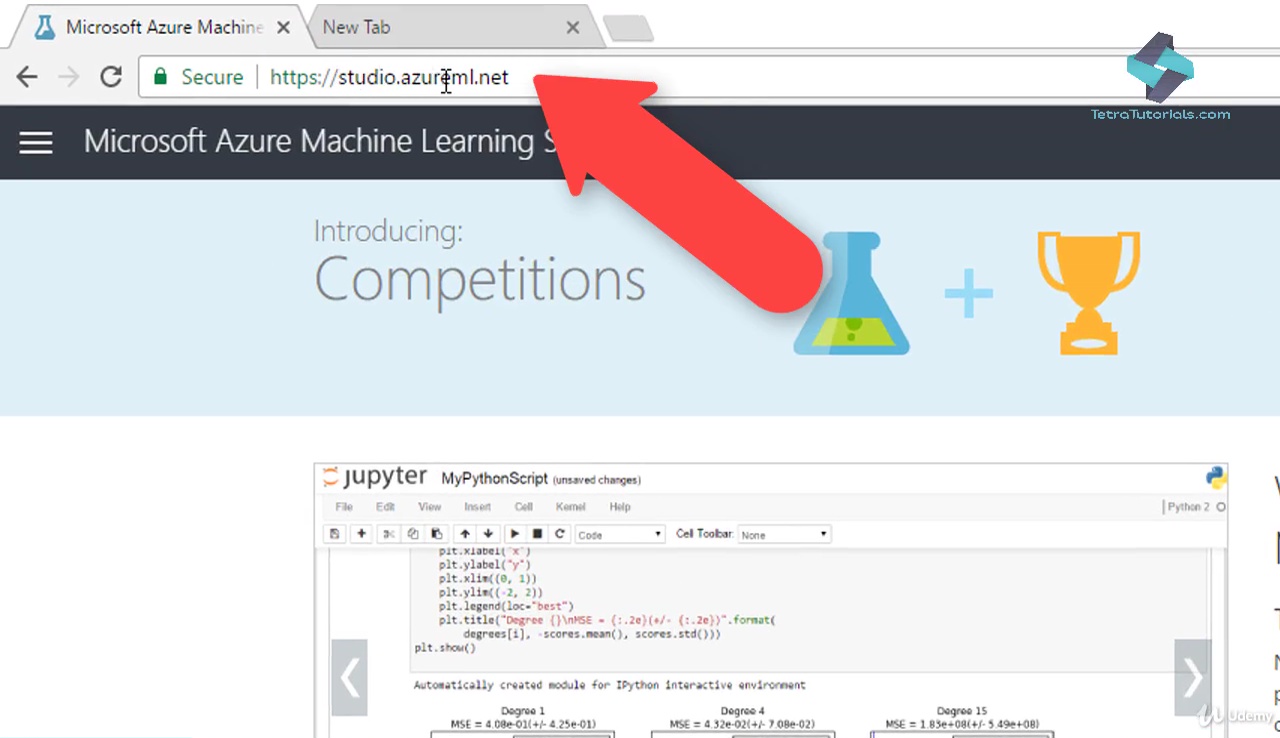 Microsoft Azure Machine
New Tab
Secure
https://studio.azureml.net
TetraTutorials.com
Microsoft Azure Machine Learning S
Introducing:
Competitions
jupyter MyPythonScript (unsaved changes)
File Edit View Insert Cell Kernel Help
Python 2
Code
Cell Toolbar: None
plt.xlabel("x")
plt.ylabel("y")
plt.xlim((0, 1))
plt.ylim((-2, 2))
plt.legend(loc="best")
plt.title("Degree {}\nMSE = {:.2e}(+/- {:.2e})".format(
degrees[i], -scores.mean(), scores.std()))
plt.show()
Automatically created module for IPython interactive environment
Degree 1
MSE = 4.08e-01(+/- 4.25e-01)
Degree 4
MSE = 4.32e-02(+/- 7.08e-02)
Degree 15
MSE = 1.83e+08(+/- 5.49e+08)
Udemy